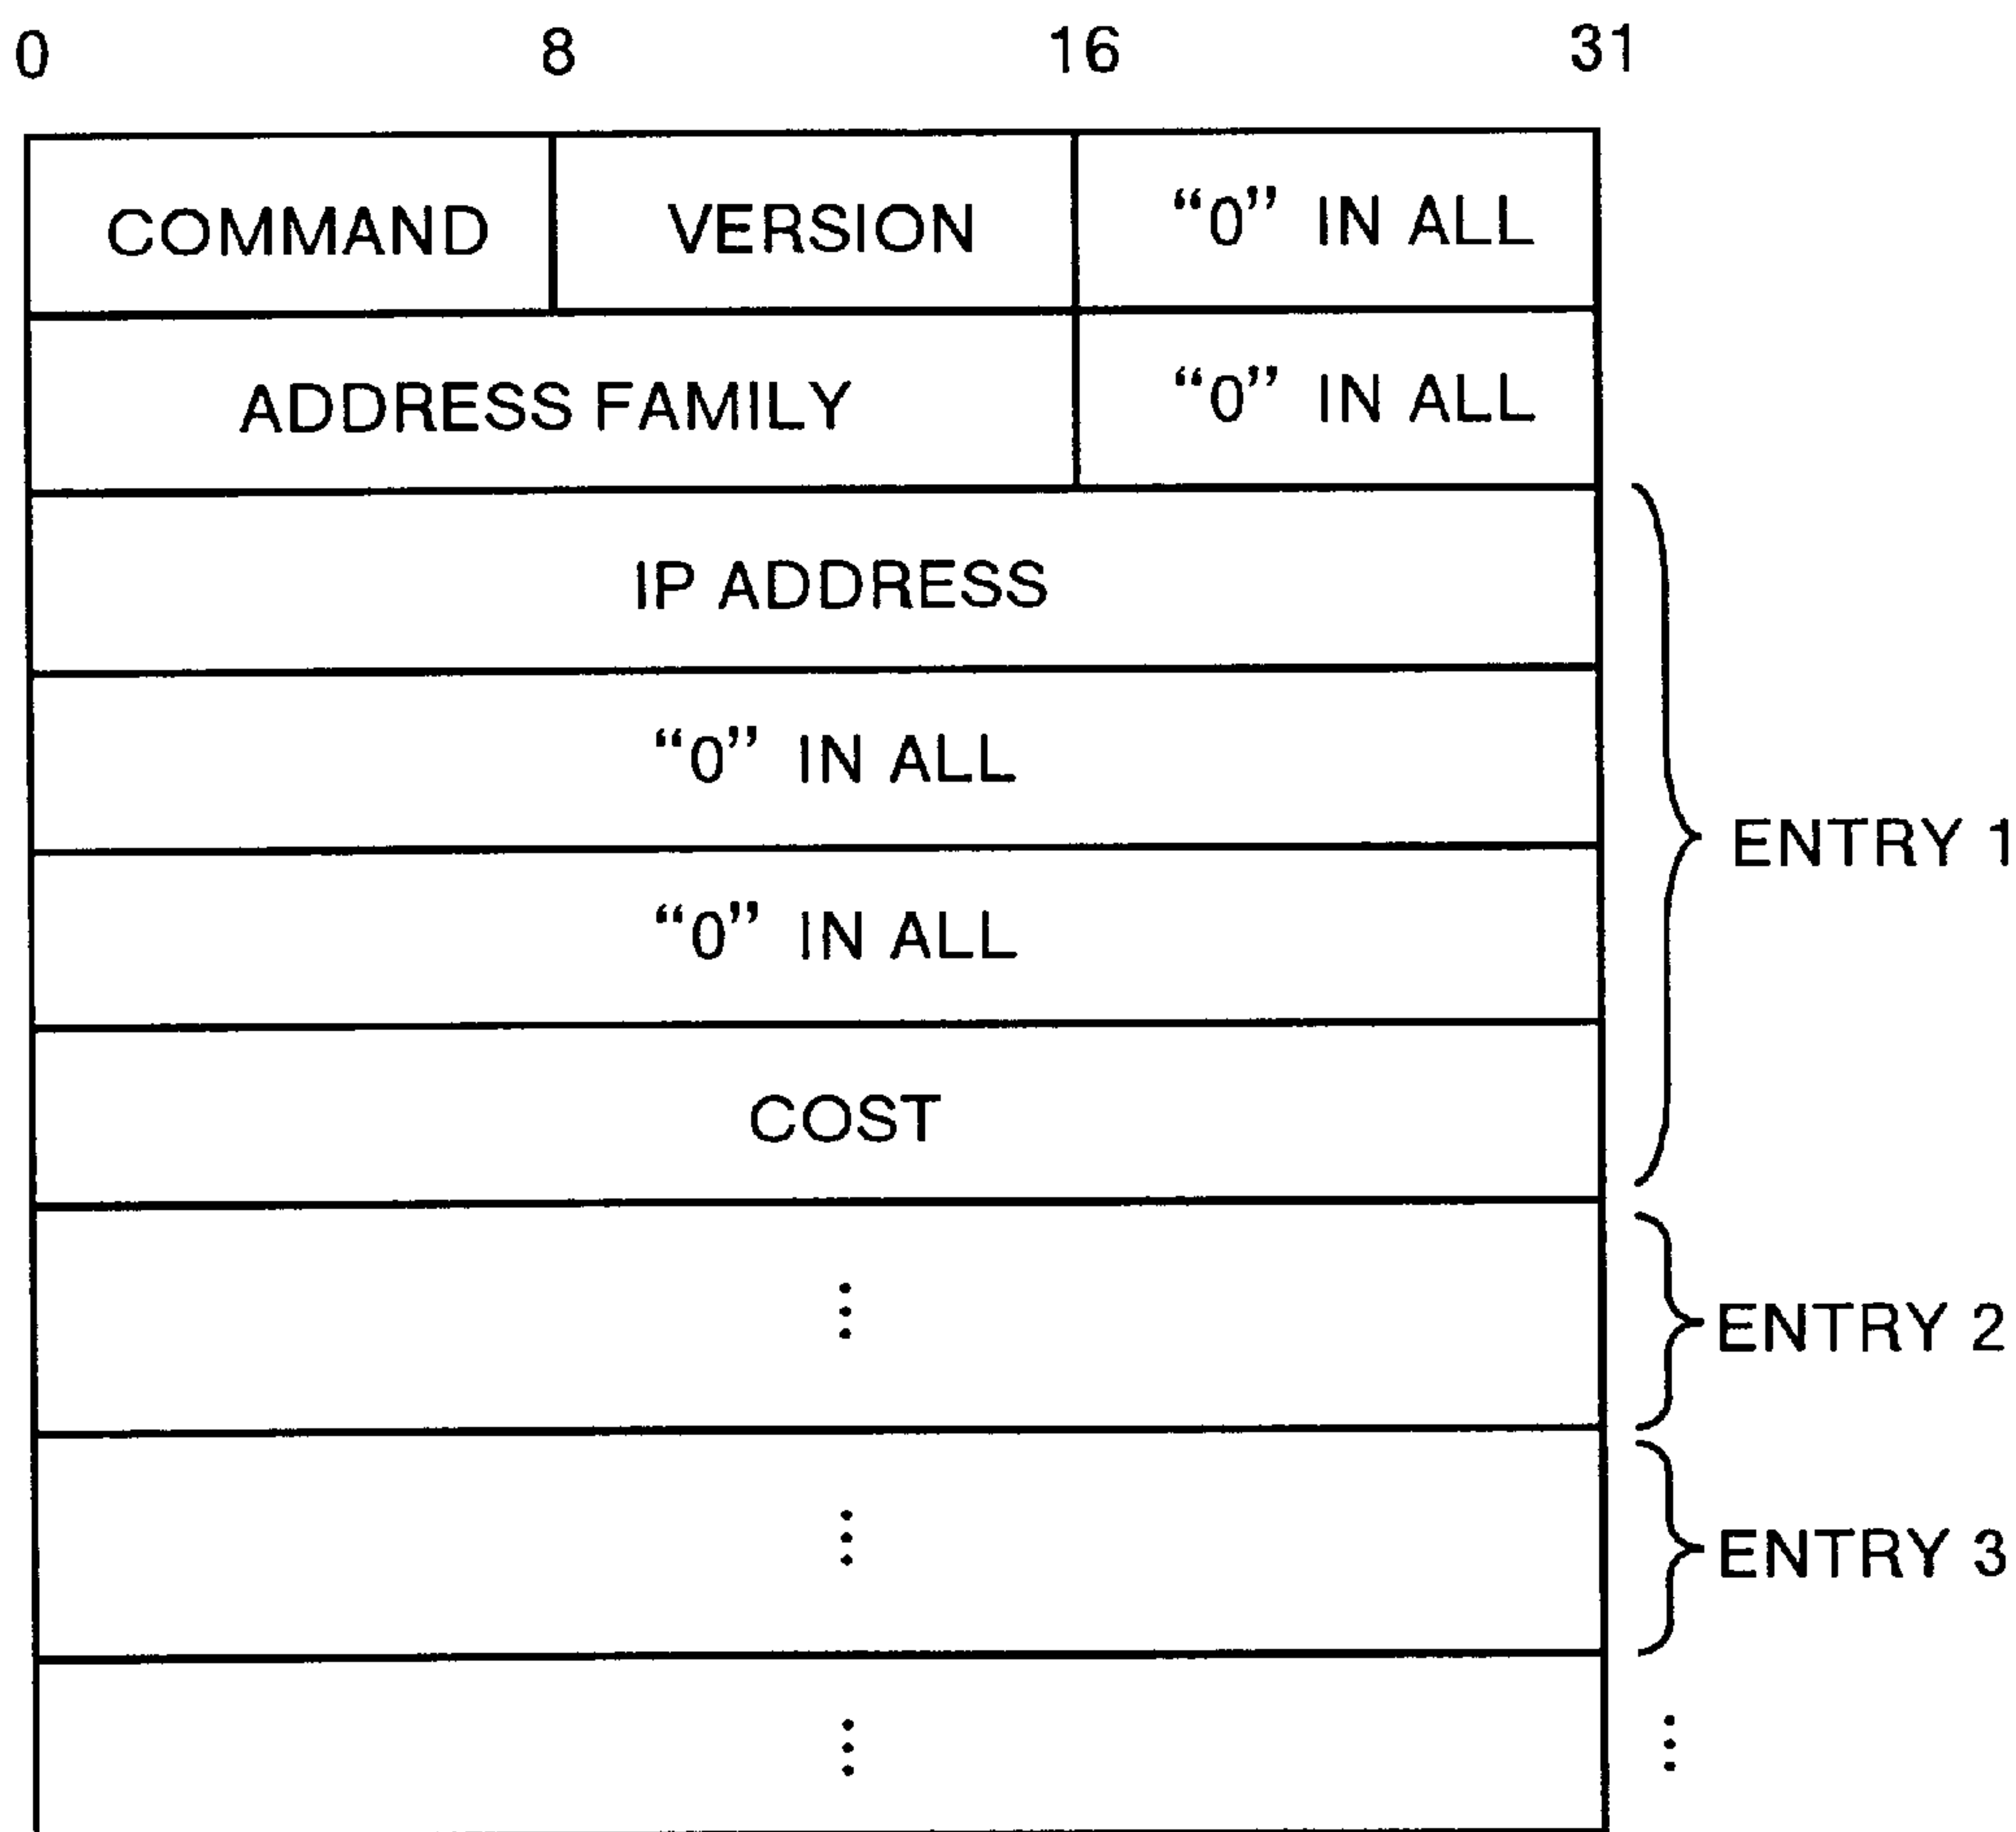 0 8 16 31
COMMAND VERSION “0” IN ALL
ADDRESS FAMILY “0” IN ALL
IP ADDRESS
“0” IN ALL
“0” IN ALL
COST
ENTRY 1
⋮
ENTRY 2
⋮
ENTRY 3
⋮ ⋮